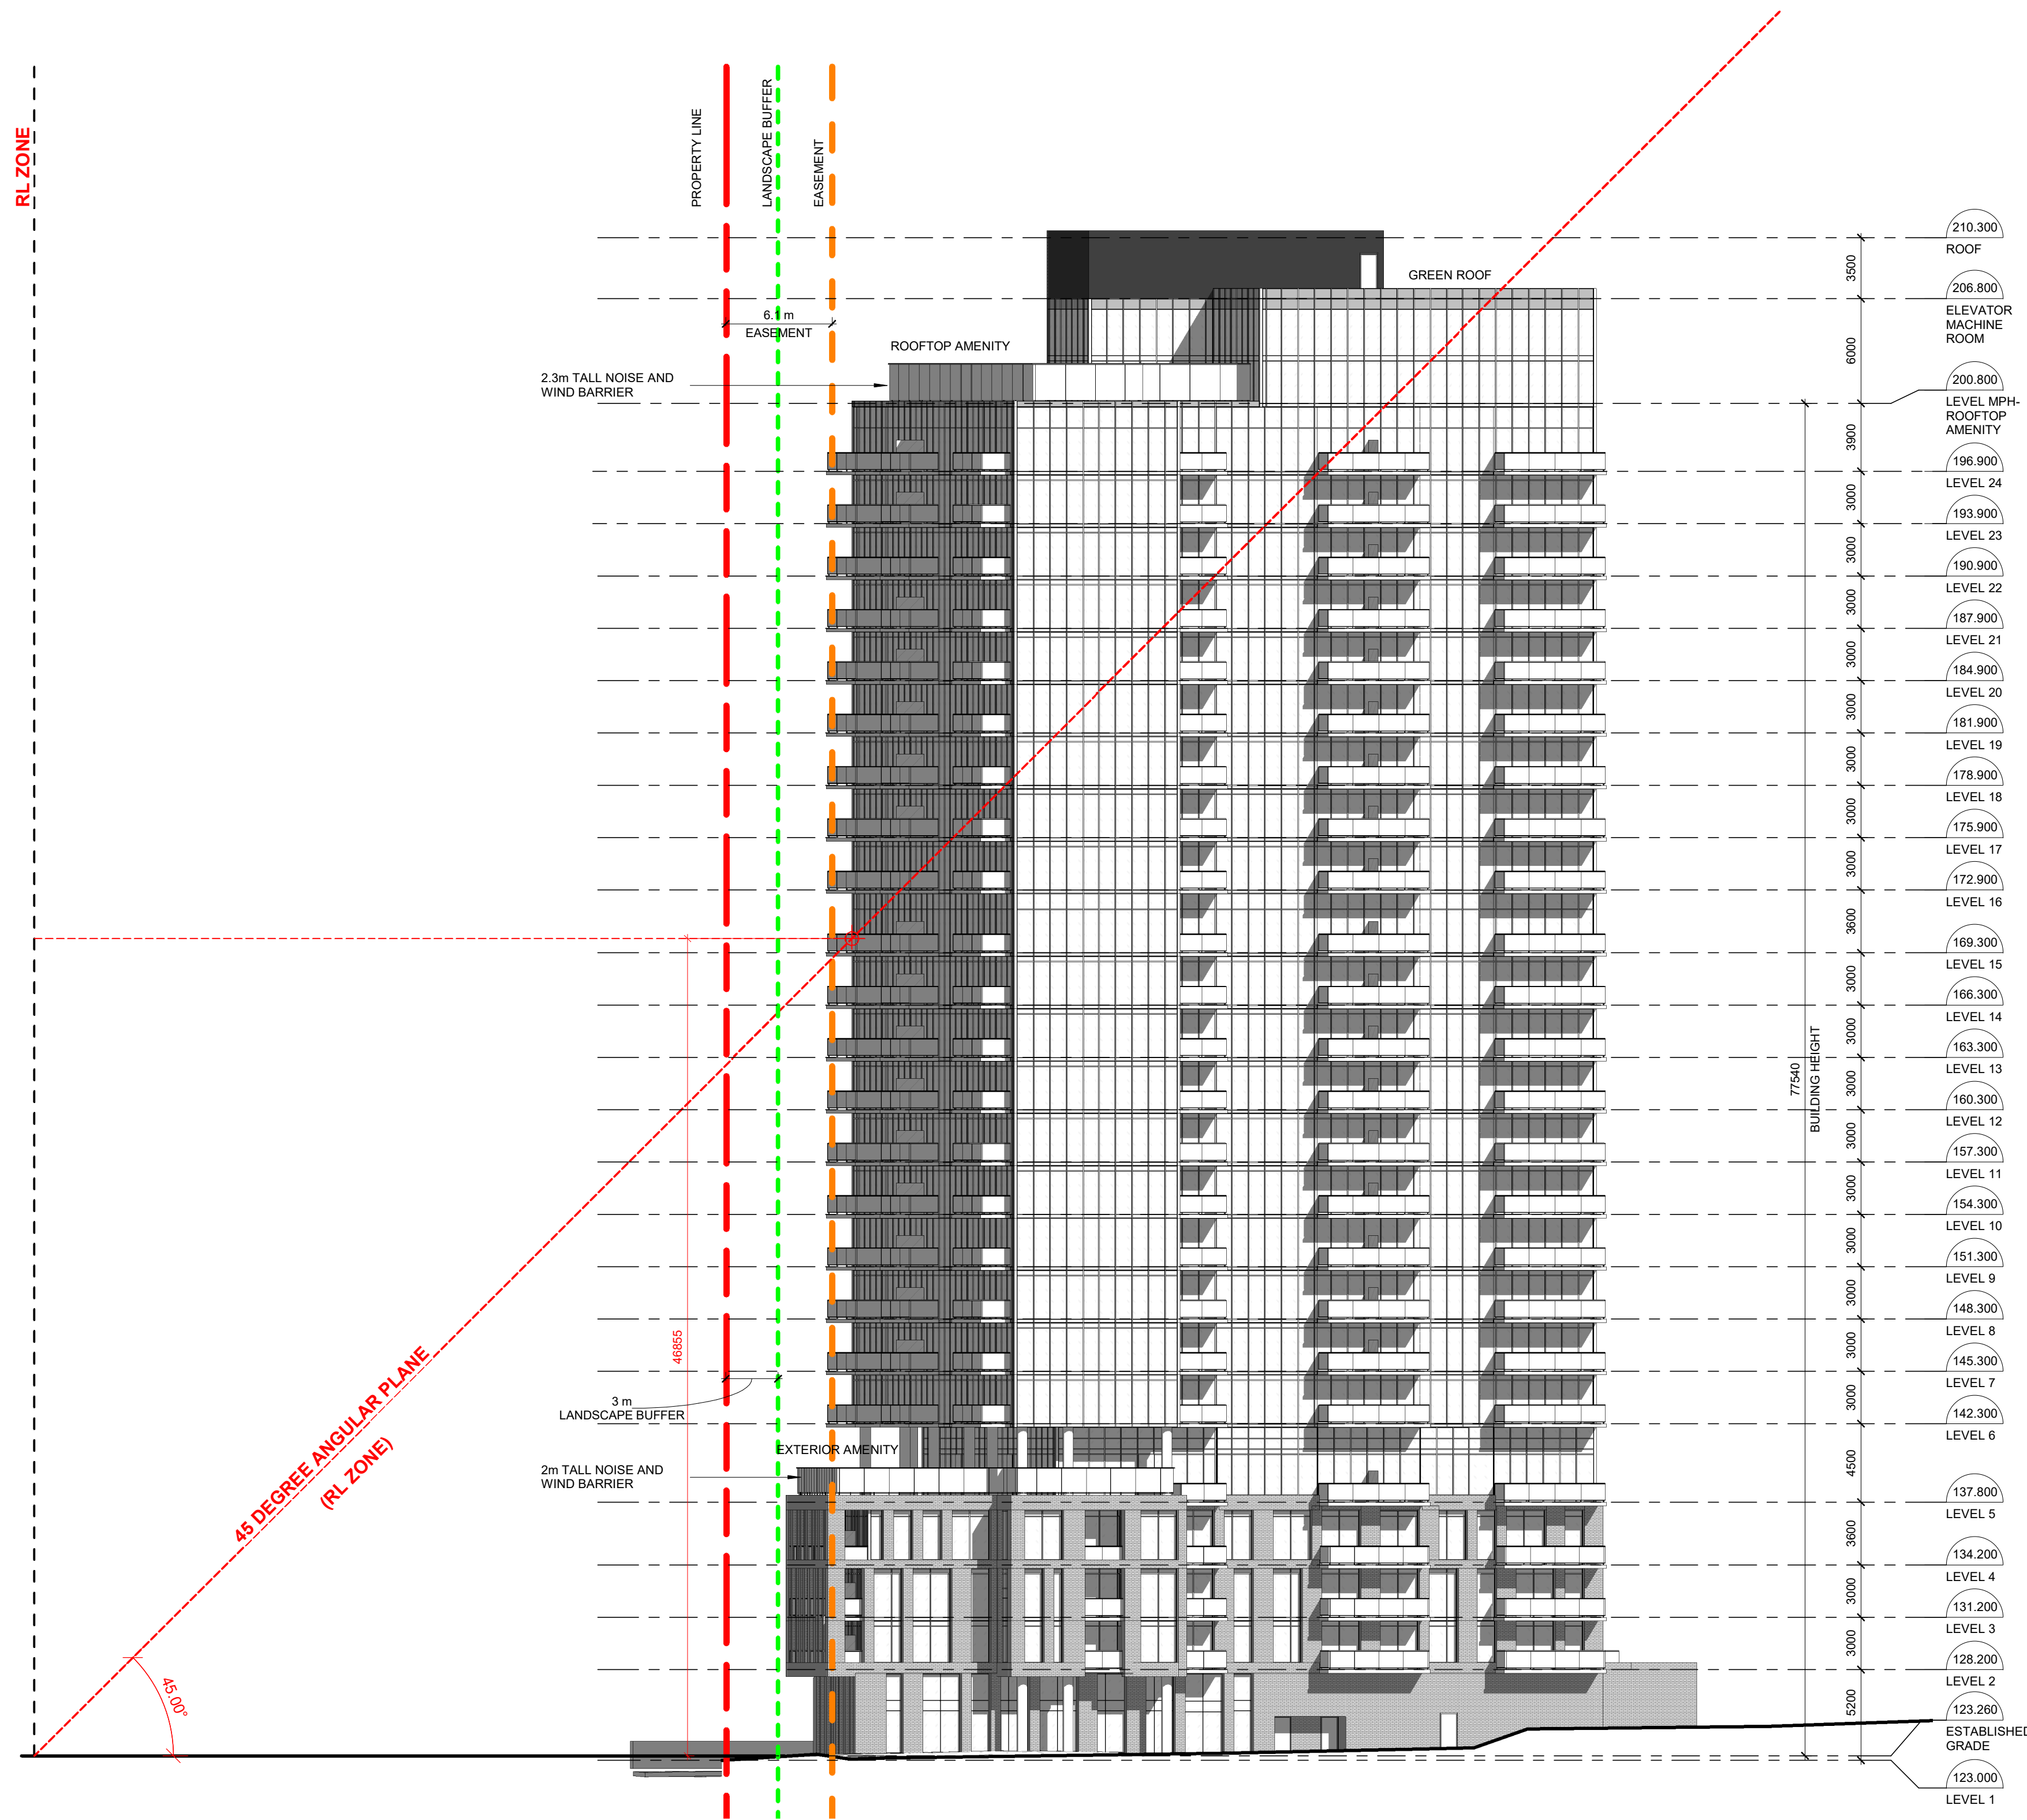 RL ZONE
PROPERTY LINE
LANDSCAPE BUFFER
EASEMENT
6.1 m
EASEMENT
ROOFTOP AMENITY
GREEN ROOF
2.3m TALL NOISE AND
WIND BARRIER
46855
3 m
LANDSCAPE BUFFER
EXTERIOR AMENITY
2m TALL NOISE AND
WIND BARRIER
45 DEGREE ANGULAR PLANE
(RL ZONE)
45.00°
77540
BUILDING HEIGHT
3500
6000
3900
3000
3000
3000
3000
3000
3000
3000
3000
3600
3000
3000
3000
3000
3000
3000
3000
3000
3000
4500
3600
3000
3000
5200
210.300
ROOF
206.800
ELEVATOR
MACHINE
ROOM
200.800
LEVEL MPH-
ROOFTOP
AMENITY
196.900
LEVEL 24
193.900
LEVEL 23
190.900
LEVEL 22
187.900
LEVEL 21
184.900
LEVEL 20
181.900
LEVEL 19
178.900
LEVEL 18
175.900
LEVEL 17
172.900
LEVEL 16
169.300
LEVEL 15
166.300
LEVEL 14
163.300
LEVEL 13
160.300
LEVEL 12
157.300
LEVEL 11
154.300
LEVEL 10
151.300
LEVEL 9
148.300
LEVEL 8
145.300
LEVEL 7
142.300
LEVEL 6
137.800
LEVEL 5
134.200
LEVEL 4
131.200
LEVEL 3
128.200
LEVEL 2
123.260
ESTABLISHED
GRADE
123.000
LEVEL 1